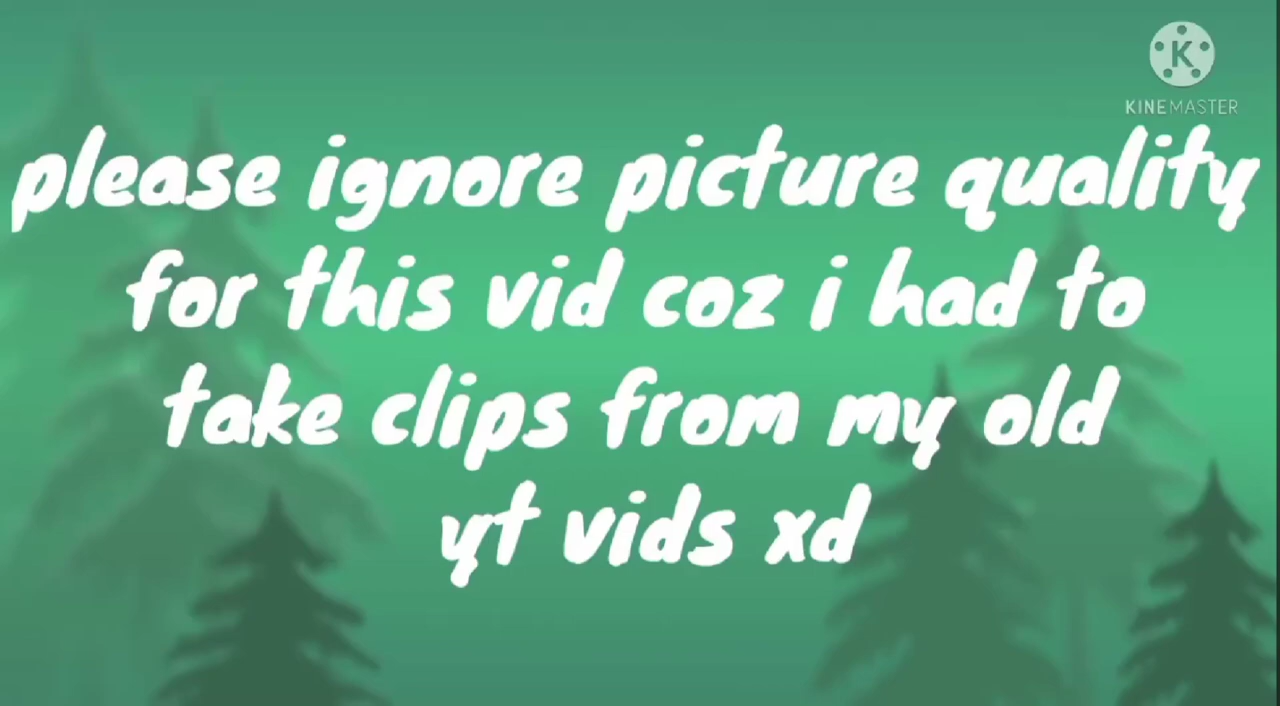 K
KINEMASTER
please ignore picture quality
for this vid coz i had to
take clips from my old
yt vids xd